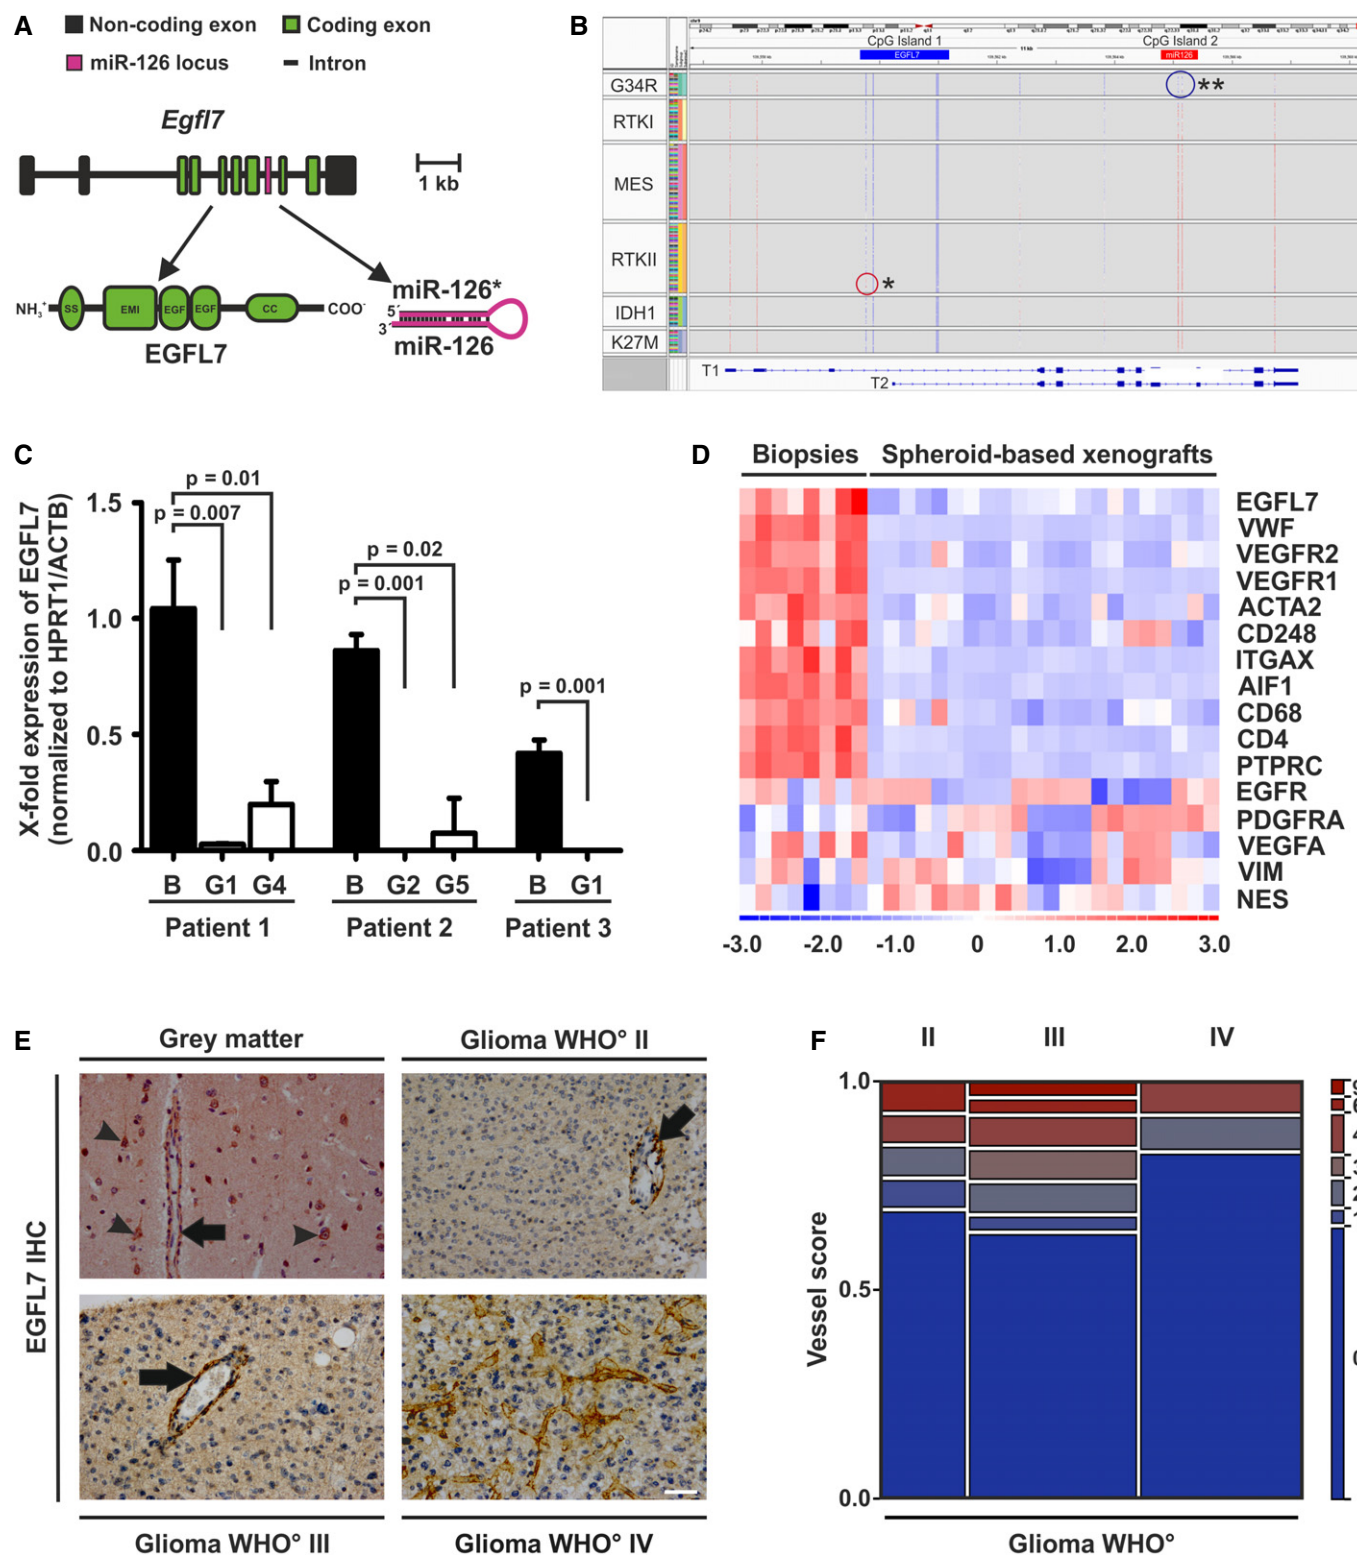 A
Non-coding exon
Coding exon
miR-126 locus
Intron
Egfl7
1 kb
NH3+
SS
EMI
EGF
EGF
CC
COO-
EGFL7
miR-126*
5´
3´
miR-126
B
CpG Island 1
CpG Island 2
11 kb
EGFL7
miR126
G34R
**
RTKI
MES
RTKII
*
IDH1
K27M
T1
T2
C
X-fold expression of EGFL7
(normalized to HPRT1/ACTB)
1.5
1.0
0.5
0.0
p = 0.01
p = 0.007
p = 0.02
p = 0.001
p = 0.001
B G1 G4
B G2 G5
B G1
Patient 1
Patient 2
Patient 3
D
Biopsies
Spheroid-based xenografts
EGFL7
VWF
VEGFR2
VEGFR1
ACTA2
CD248
ITGAX
AIF1
CD68
CD4
PTPRC
EGFR
PDGFRA
VEGFA
VIM
NES
-3.0 -2.0 -1.0 0 1.0 2.0 3.0
E
Grey matter
Glioma WHO° II
EGFL7 IHC
Glioma WHO° III
Glioma WHO° IV
F
II III IV
Vessel score
1.0
0.5
0.0
Glioma WHO°